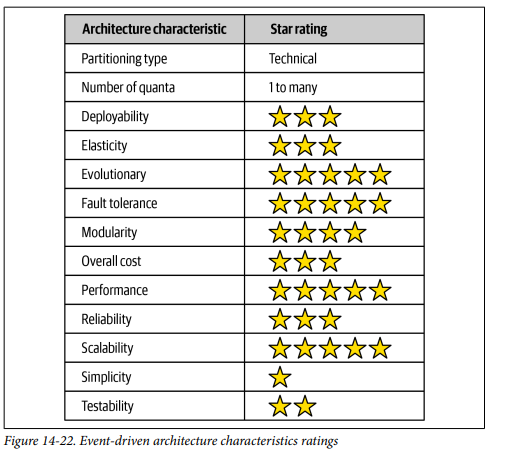 Architecture characteristic Star rating
Partitioning type Technical
Number of quanta 1 to many
Deployability
Elasticity
Evolutionary
Fault tolerance
Modularity
Overall cost
Performance
Reliability
Scalability
Simplicity
Testability
Figure 14-22. Event-driven architecture characteristics ratings